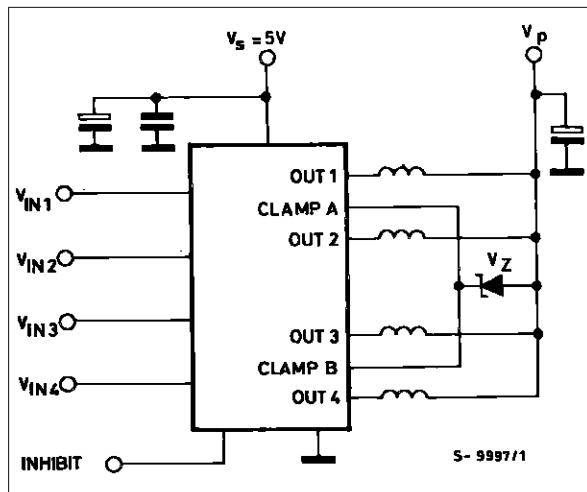 Vs = 5V
Vp
OUT 1
VIN1
CLAMP A
OUT 2
VIN2
VZ
VIN3
OUT 3
CLAMP B
VIN4
OUT 4
INHIBIT
S- 9997/1